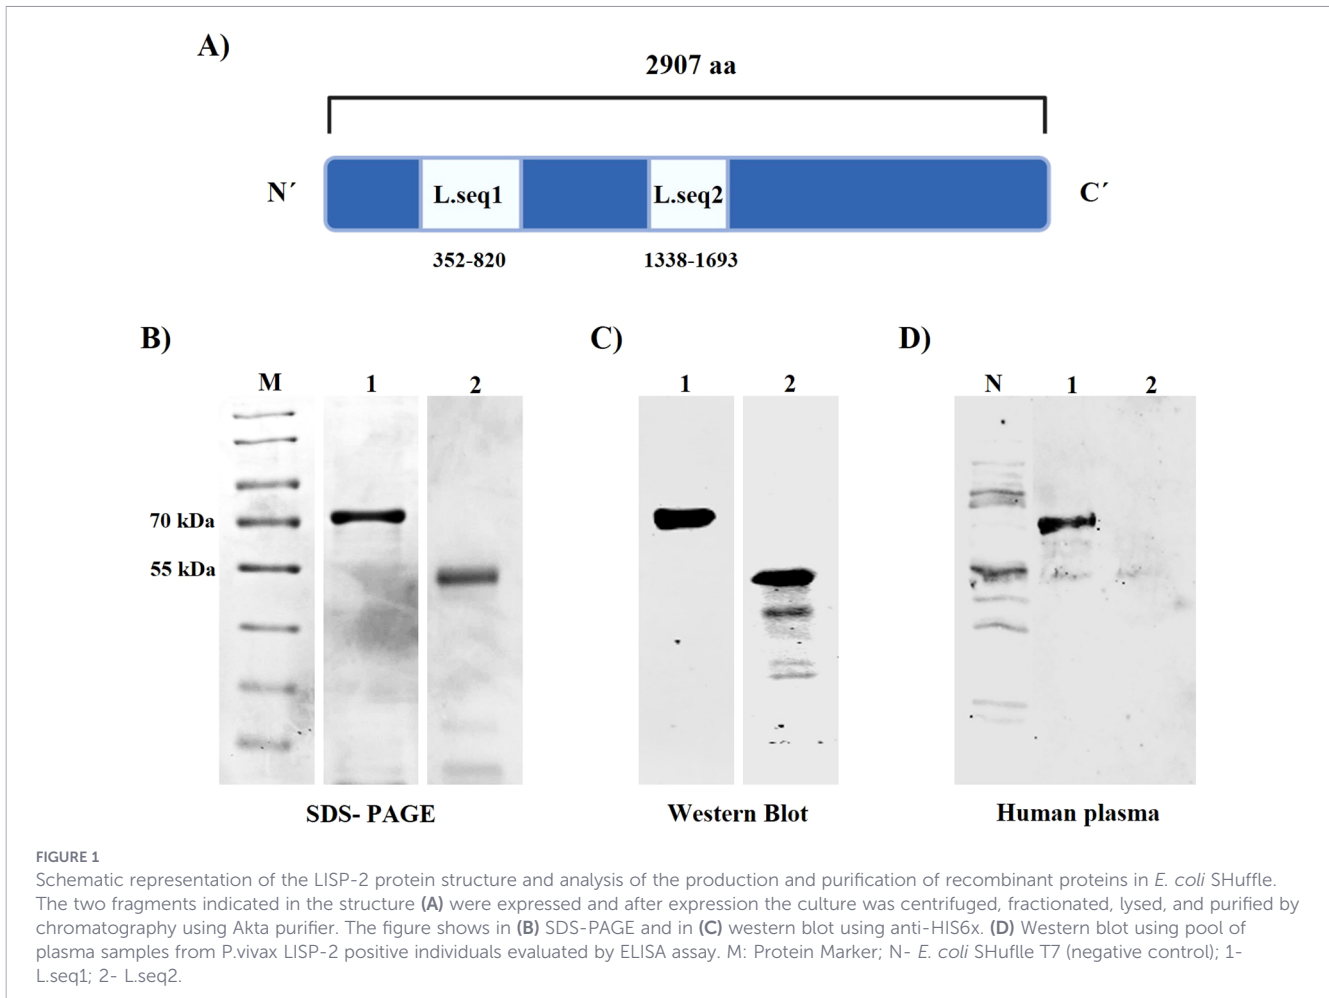 A)
2907 aa
N´
L.seq1
L.seq2
C´
352-820
1338-1693
B)
C)
D)
M
1
2
1
2
N
1
2
70 kDa
55 kDa
SDS- PAGE
Western Blot
Human plasma
FIGURE 1
Schematic representation of the LISP-2 protein structure and analysis of the production and purification of recombinant proteins in E. coli SHuffle.
The two fragments indicated in the structure (A) were expressed and after expression the culture was centrifuged, fractionated, lysed, and purified by
chromatography using Akta purifier. The figure shows in (B) SDS-PAGE and in (C) western blot using anti-HIS6x. (D) Western blot using pool of
plasma samples from P.vivax LISP-2 positive individuals evaluated by ELISA assay. M: Protein Marker; N- E. coli SHuflle T7 (negative control); 1-
L.seq1; 2- L.seq2.